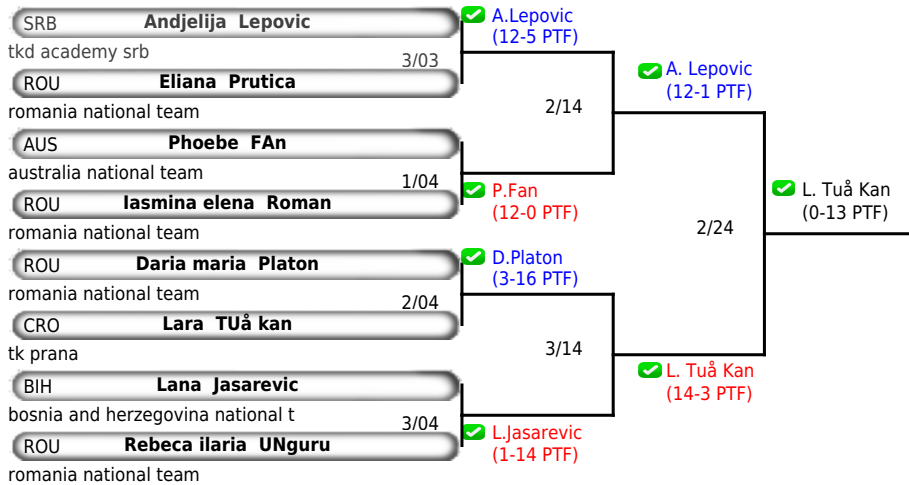 SRB Andjelija Lepovic
tkd academy srb
3/03
ROU Eliana Prutica
romania national team
AUS Phoebe FAn
australia national team
1/04
ROU Iasmina elena Roman
romania national team
ROU Daria maria Platon
romania national team
2/04
CRO Lara TUå kan
tk prana
BIH Lana Jasarevic
bosnia and herzegovina national t
3/04
ROU Rebeca ilaria UNguru
romania national team
A.Lepovic
(12-5 PTF)
2/14
P.Fan
(12-0 PTF)
D.Platon
(3-16 PTF)
3/14
L.Jasarevic
(1-14 PTF)
A. Lepovic
(12-1 PTF)
2/24
L. Tuå Kan
(14-3 PTF)
L. Tuå Kan
(0-13 PTF)